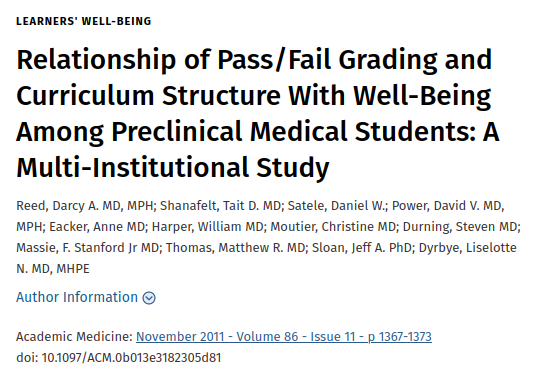 LEARNERS' WELL-BEING
Relationship of Pass/Fail Grading and
Curriculum Structure With Well-Being
Among Preclinical Medical Students: A
Multi-Institutional Study
Reed, Darcy A. MD, MPH; Shanafelt, Tait D. MD; Satele, Daniel W.; Power, David V. MD,
MPH; Eacker, Anne MD; Harper, William MD; Moutier, Christine MD; Durning, Steven MD;
Massie, F. Stanford Jr MD; Thomas, Matthew R. MD; Sloan, Jeff A. PhD; Dyrbye, Liselotte
N. MD, MHPE
Author Information
Academic Medicine: November 2011 - Volume 86 - Issue 11 - p 1367-1373
doi: 10.1097/ACM.0b013e3182305d81